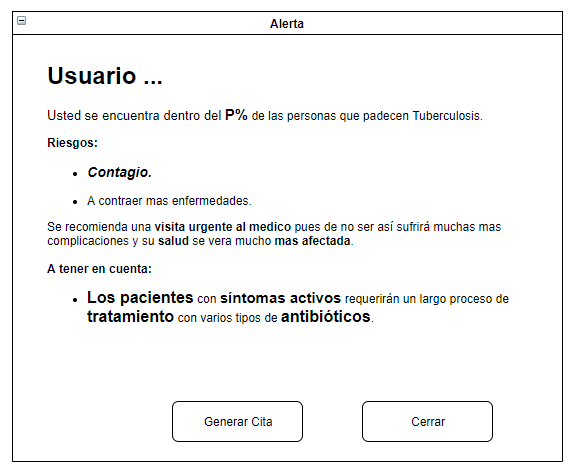 Alerta
Usuario ...
Usted se encuentra dentro del P% de las personas que padecen Tuberculosis.
Riesgos:
Contagio.
A contraer mas enfermedades.
Se recomienda una visita urgente al medico pues de no ser así sufrirá muchas mas
complicaciones y su salud se vera mucho mas afectada.
A tener en cuenta:
Los pacientes con síntomas activos requerirán un largo proceso de
tratamiento con varios tipos de antibióticos.
Generar Cita
Cerrar